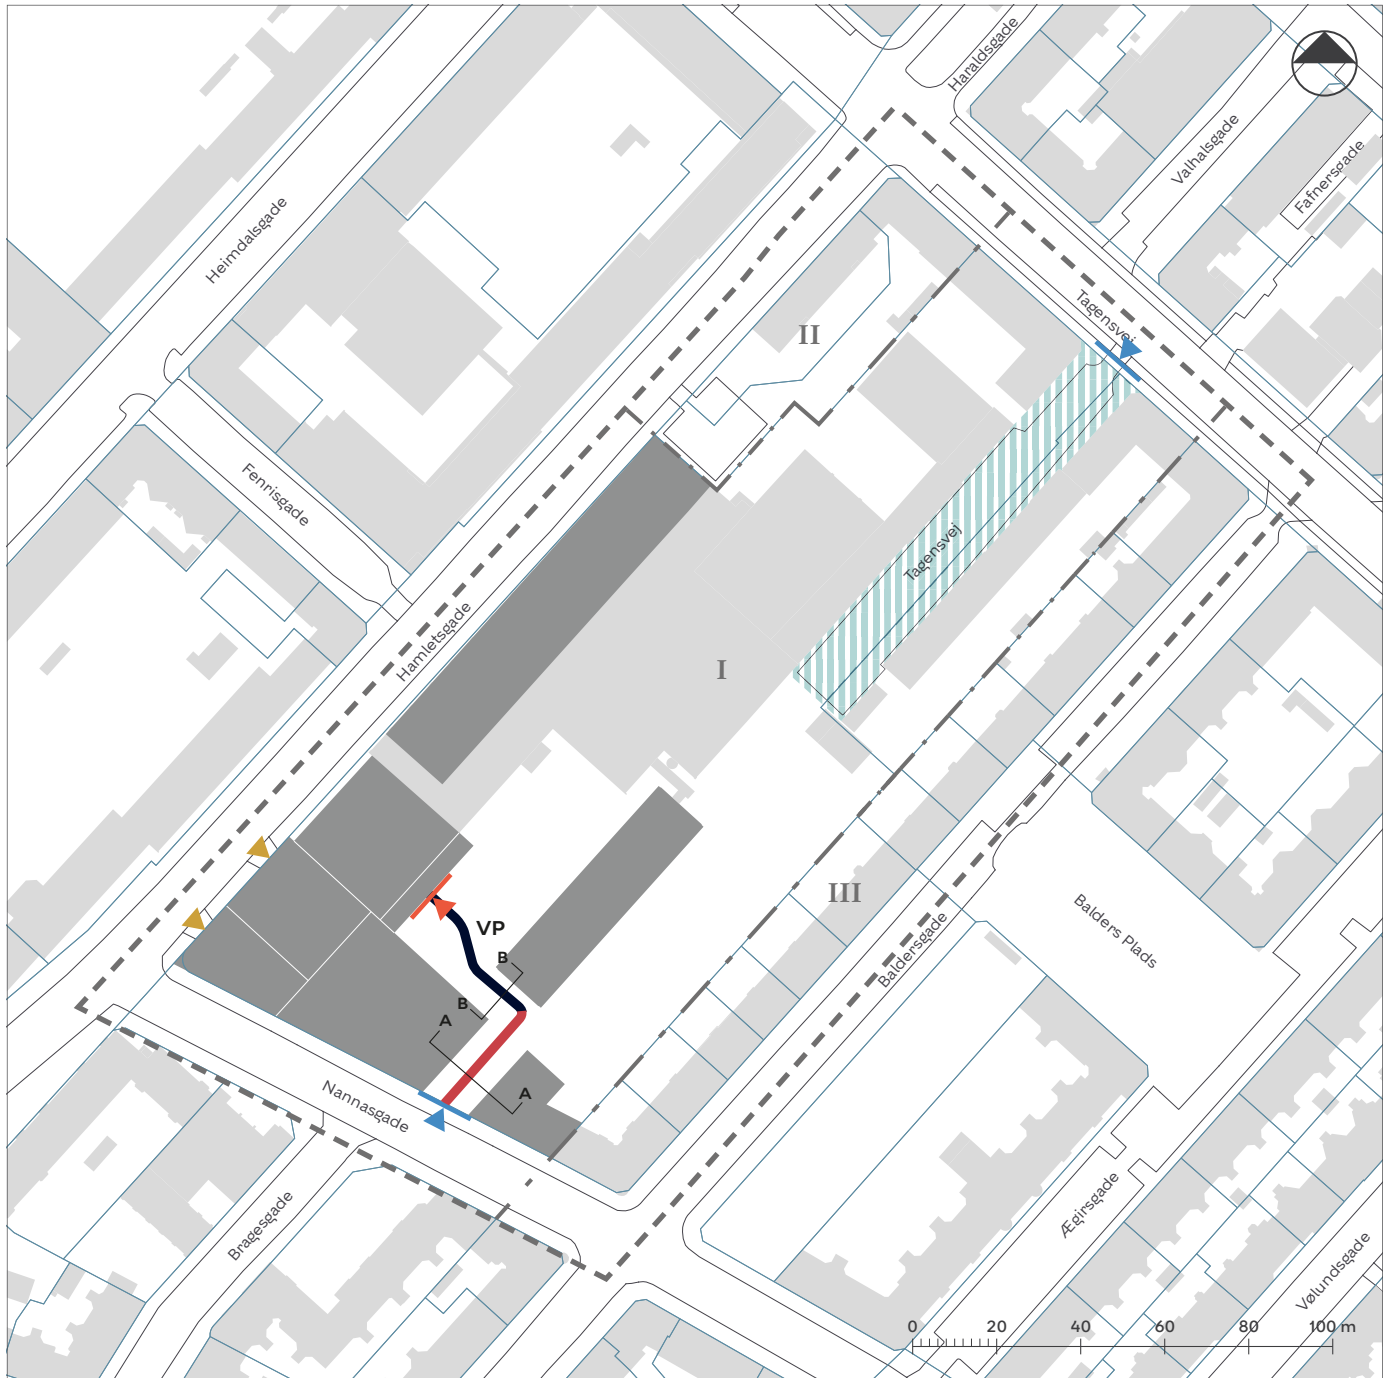 Haraldsgade
Valhalsgade
Fafnersgade
Heimdalsgade
Tagensvej
II
Fenrisgade
Tagensvej
Hamletsgade
I
III
VP
Balders Plads
Baldersgade
B
B
A
A
Nannasgade
Bragesgade
Ægirsgade
Vølundsgade
0 20 40 60 80 100 m